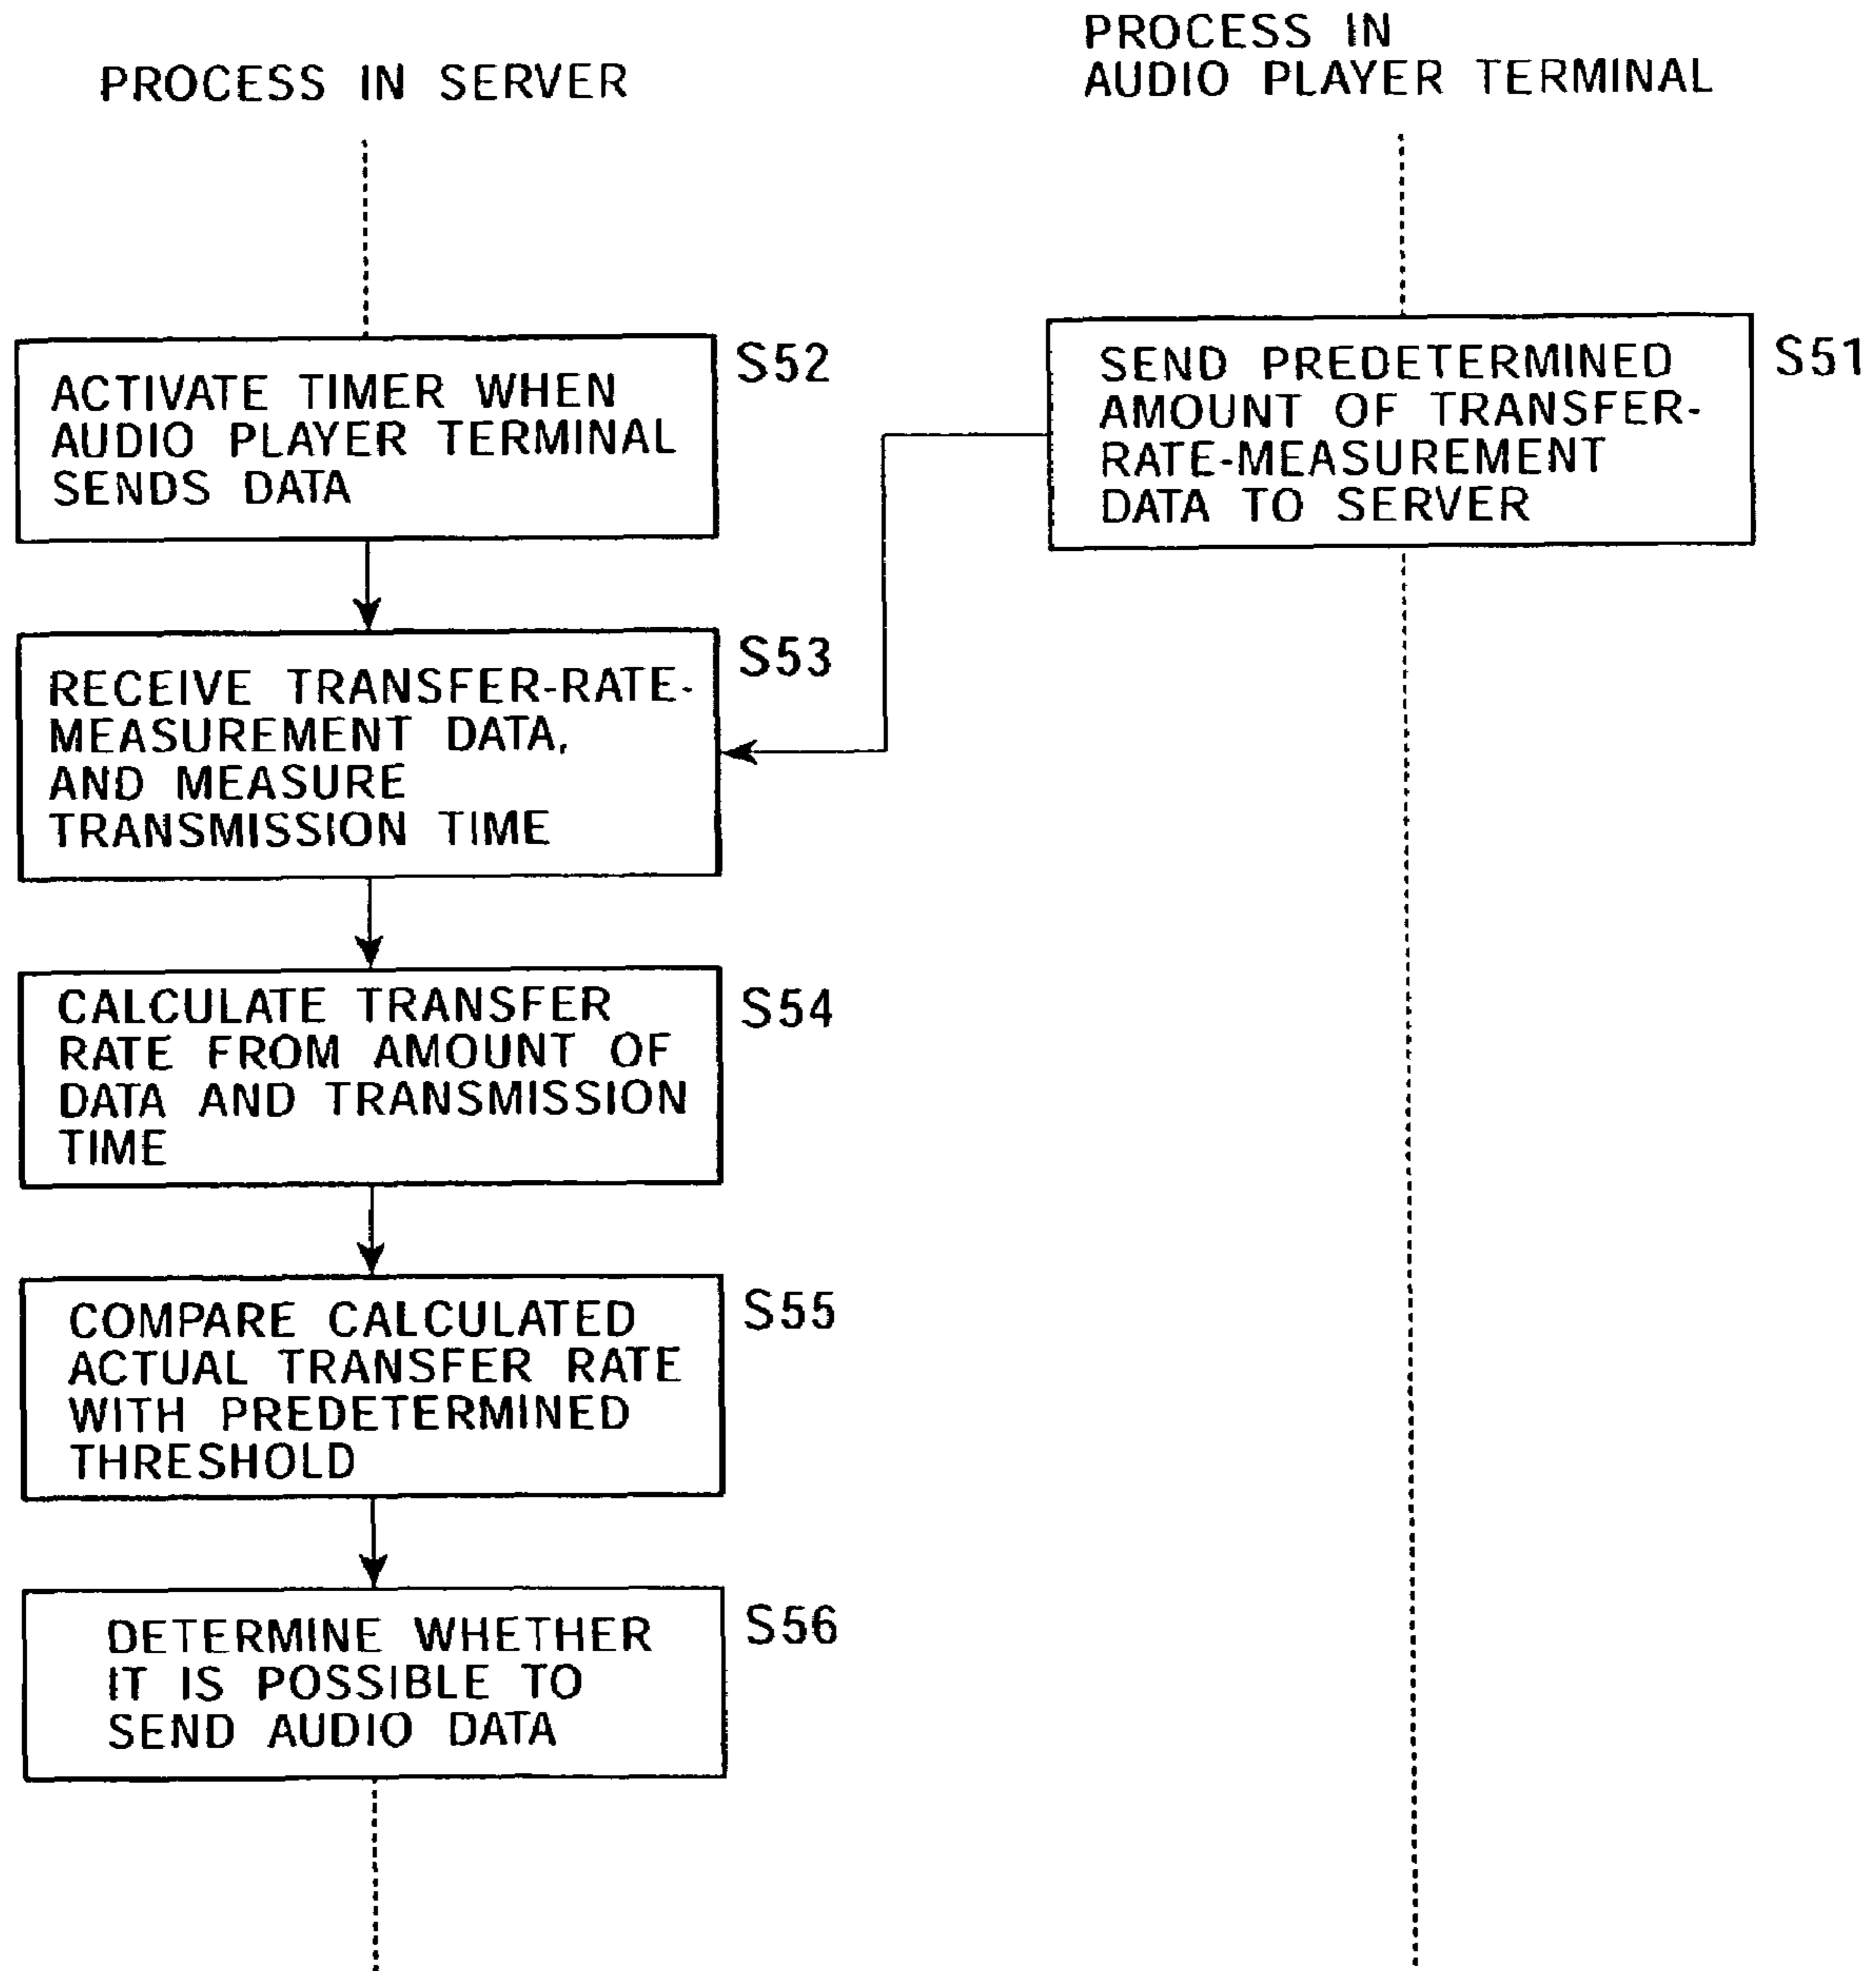 PROCESS IN SERVER
PROCESS IN
AUDIO PLAYER TERMINAL
ACTIVATE TIMER WHEN
AUDIO PLAYER TERMINAL
SENDS DATA
S52
SEND PREDETERMINED
AMOUNT OF TRANSFER-
RATE-MEASUREMENT
DATA TO SERVER
S51
RECEIVE TRANSFER-RATE-
MEASUREMENT DATA,
AND MEASURE
TRANSMISSION TIME
S53
CALCULATE TRANSFER
RATE FROM AMOUNT OF
DATA AND TRANSMISSION
TIME
S54
COMPARE CALCULATED
ACTUAL TRANSFER RATE
WITH PREDETERMINED
THRESHOLD
S55
DETERMINE WHETHER
IT IS POSSIBLE TO
SEND AUDIO DATA
S56